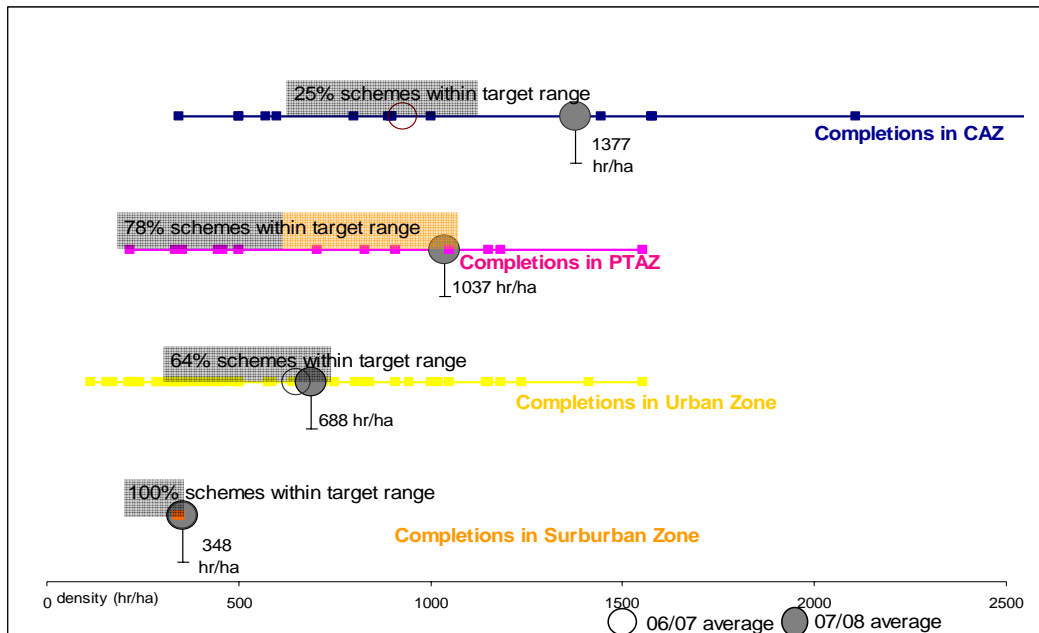 25% schemes within target range
Completions in CAZ
1377
hr/ha
78% schemes within target range
Completions in PTAZ
1037 hr/ha
64% schemes within target range
Completions in Urban Zone
688 hr/ha
100% schemes within target range
Completions in Surburban Zone
348
hr/ha
0 density (hr/ha) 500 1000 1500 2000 2500
06/07 average 07/08 average